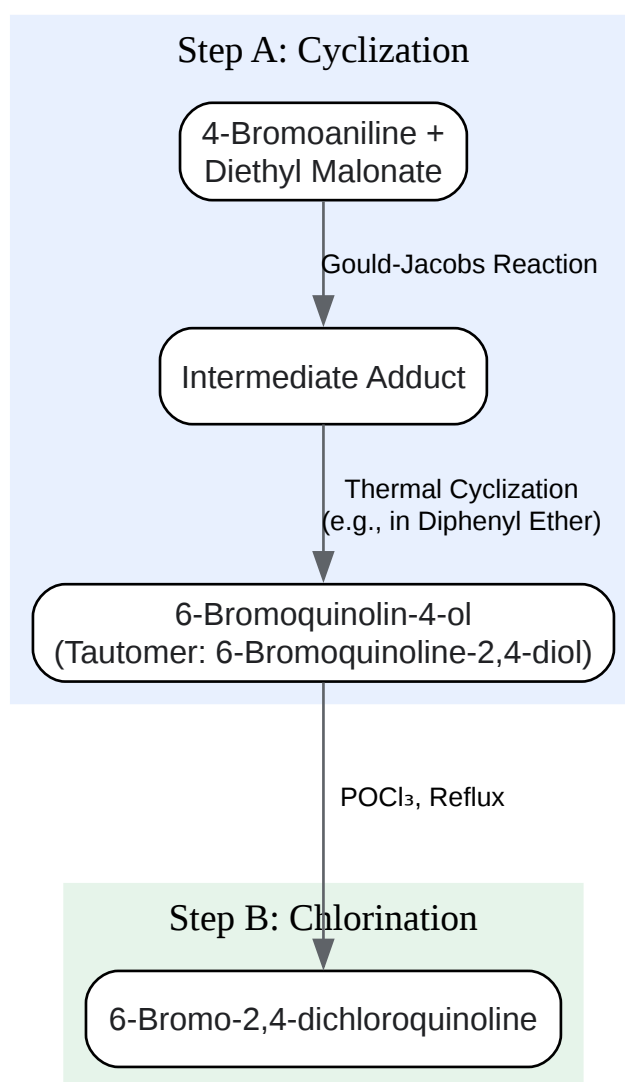 Step A: Cyclization
4-Bromoaniline +
Diethyl Malonate
Gould-Jacobs Reaction
Intermediate Adduct
Thermal Cyclization
(e.g., in Diphenyl Ether)
6-Bromoquinolin-4-ol
(Tautomer: 6-Bromoquinoline-2,4-diol)
POCl₃, Reflux
Step B: Chlorination
6-Bromo-2,4-dichloroquinoline